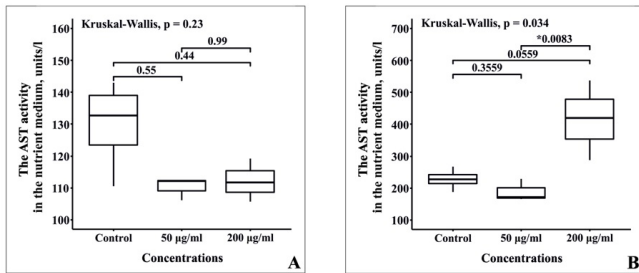 Kruskal-Wallis, p = 0.23
0.99
0.44
0.55
The AST activity
in the nutrient medium, units/l
140
130
120
110
100
Control
50 µg/ml
200 µg/ml
Concentrations
A
Kruskal-Wallis, p = 0.034
*0.0083
0.0559
0.3559
The AST activity
in the nutrient medium, units/l
700
600
500
400
300
200
100
Control
50 µg/ml
200 µg/ml
Concentrations
B